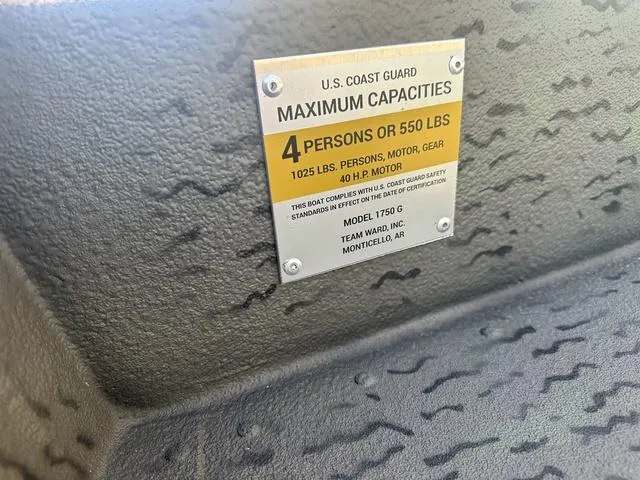 U.S. COAST GUARD
MAXIMUM CAPACITIES
4 PERSONS OR 550 LBS
1025 LBS. PERSONS, MOTOR, GEAR
40 H.P. MOTOR
THIS BOAT COMPLIES WITH U.S. COAST GUARD SAFETY
STANDARDS IN EFFECT ON THE DATE OF CERTIFICATION
MODEL 1750 G
TEAM WARD, INC.
MONTICELLO, AR